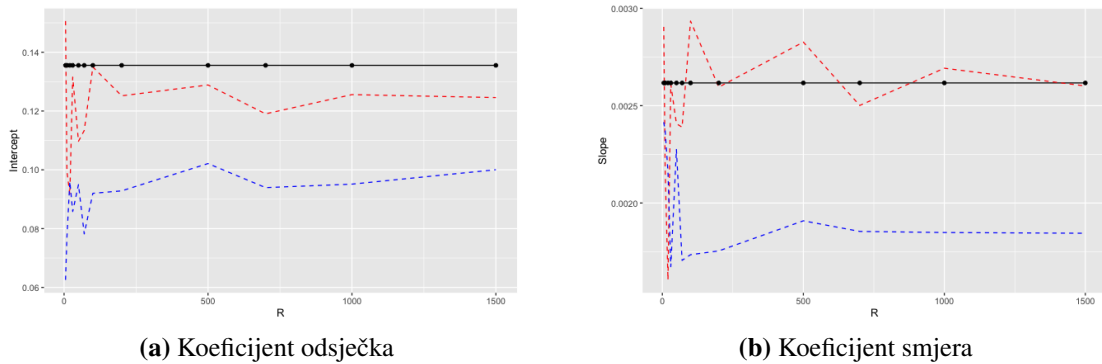 0.14
0.12
0.10
0.08
0.06
Intercept
0
500
1000
1500
R
(a) Koeficijent odsječka
0.0030
0.0025
0.0020
Slope
0
500
1000
1500
R
(b) Koeficijent smjera